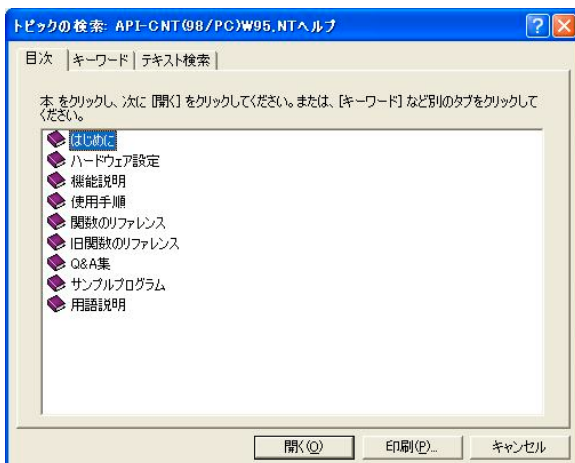 トピックの検索: API-CNT(98/PC)W95,NTヘルプ
目次 キーワード テキスト検索
本 をクリックし、次に [開く] をクリックしてください。または、[キーワード] など別のタブをクリックして
ください。
はじめに
ハードウェア設定
機能説明
使用手順
関数のリファレンス
旧関数のリファレンス
Q&A集
サンプルプログラム
用語説明
開く(O) 印刷(P)... キャンセル